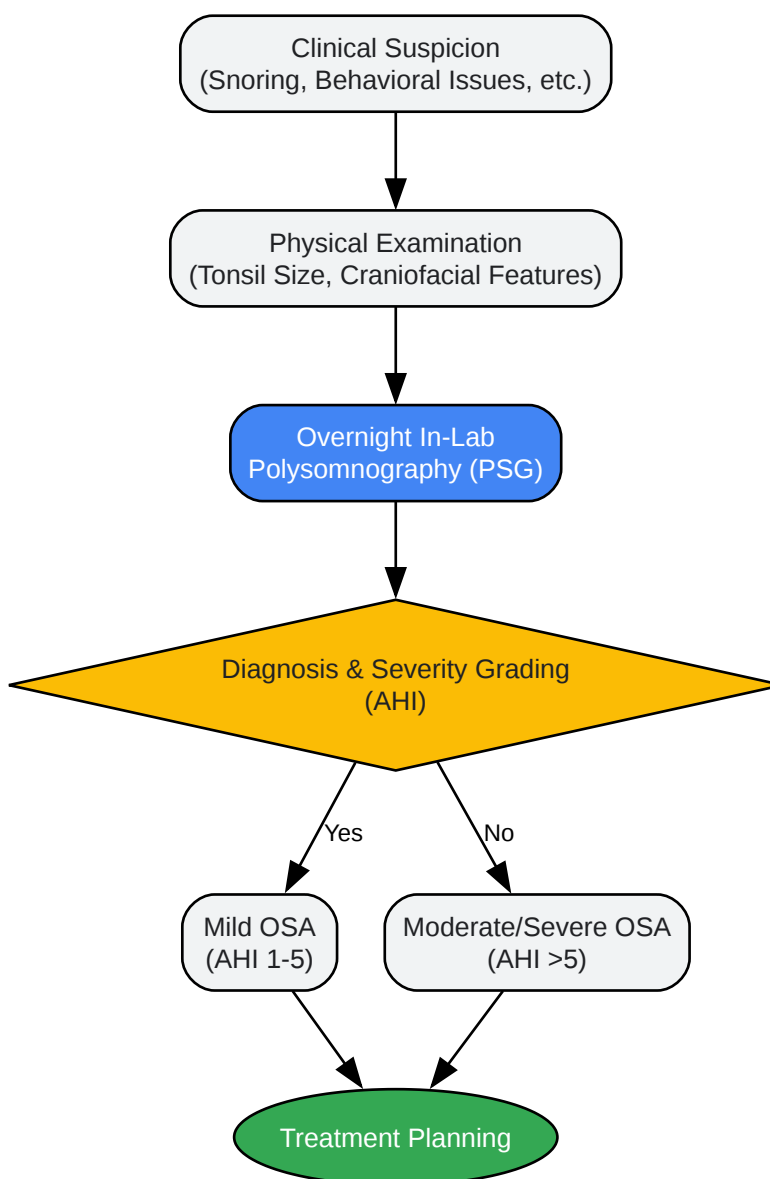 Clinical Suspicion
(Snoring, Behavioral Issues, etc.)
Physical Examination
(Tonsil Size, Craniofacial Features)
Overnight In-Lab
Polysomnography (PSG)
Diagnosis & Severity Grading
(AHI)
Yes
No
Mild OSA
(AHI 1-5)
Moderate/Severe OSA
(AHI >5)
Treatment Planning